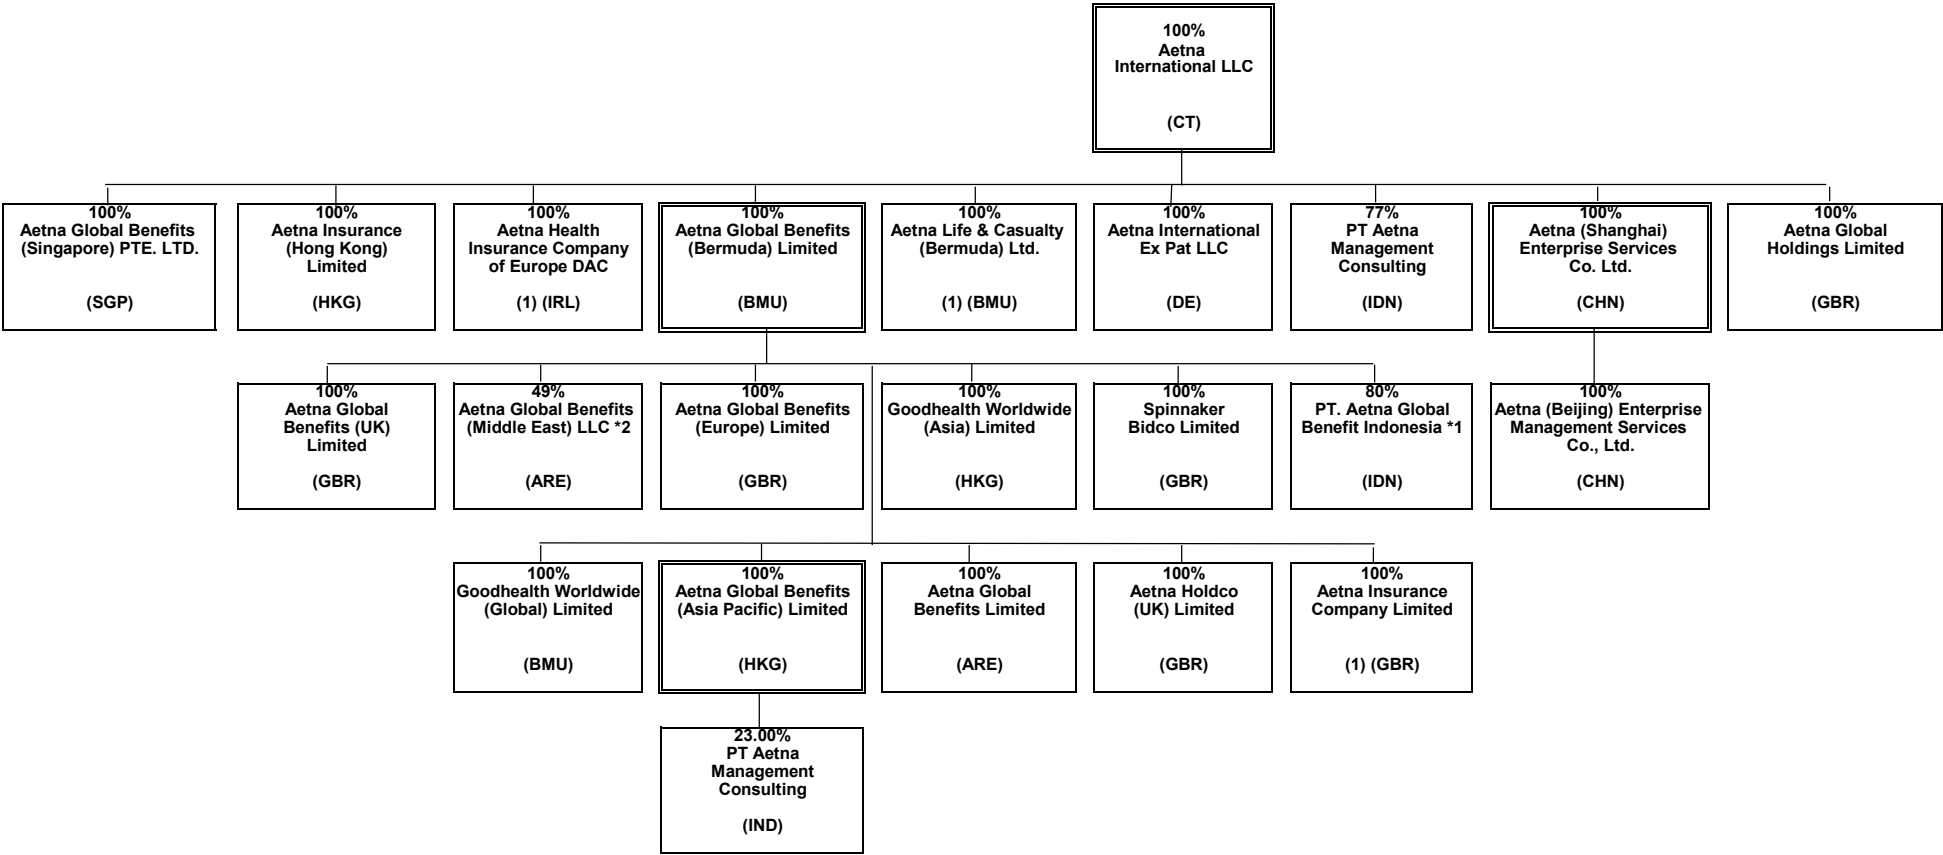 100%
Aetna
International LLC
(CT)
100%
Aetna Global Benefits
(Singapore) PTE. LTD.
(SGP)
100%
Aetna Insurance
(Hong Kong)
Limited
(HKG)
100%
Aetna Health
Insurance Company
of Europe DAC
(1) (IRL)
100%
Aetna Global Benefits
(Bermuda) Limited
(BMU)
100%
Aetna Life & Casualty
(Bermuda) Ltd.
(1) (BMU)
100%
Aetna International
Ex Pat LLC
(DE)
77%
PT Aetna
Management
Consulting
(IDN)
100%
Aetna (Shanghai)
Enterprise Services
Co. Ltd.
(CHN)
100%
Aetna Global
Holdings Limited
(GBR)
100%
Aetna Global
Benefits (UK)
Limited
(GBR)
49%
Aetna Global Benefits
(Middle East) LLC *2
(ARE)
100%
Aetna Global Benefits
(Europe) Limited
(GBR)
100%
Goodhealth Worldwide
(Asia) Limited
(HKG)
100%
Spinnaker
Bidco Limited
(GBR)
80%
PT. Aetna Global
Benefit Indonesia *1
(IDN)
100%
Aetna (Beijing) Enterprise
Management Services
Co., Ltd.
(CHN)
100%
Goodhealth Worldwide
(Global) Limited
(BMU)
100%
Aetna Global Benefits
(Asia Pacific) Limited
(HKG)
100%
Aetna Global
Benefits Limited
(ARE)
100%
Aetna Holdco
(UK) Limited
(GBR)
100%
Aetna Insurance
Company Limited
(1) (GBR)
23.00%
PT Aetna
Management
Consulting
(IND)